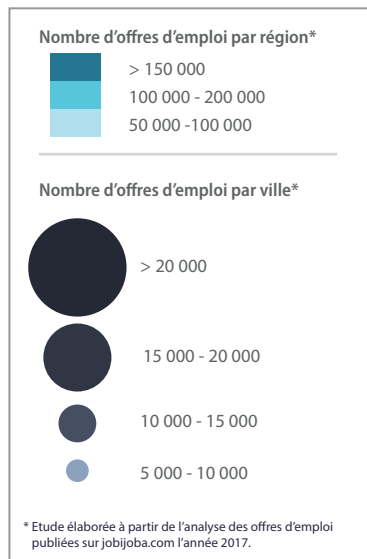 Nombre d'offres d'emploi par région*
> 150 000
100 000 - 200 000
50 000 -100 000
Nombre d'offres d'emploi par ville*
> 20 000
15 000 - 20 000
10 000 - 15 000
5 000 - 10 000
* Etude élaborée à partir de l'analyse des offres d'emploi
publiées sur jobijoba.com l'année 2017.